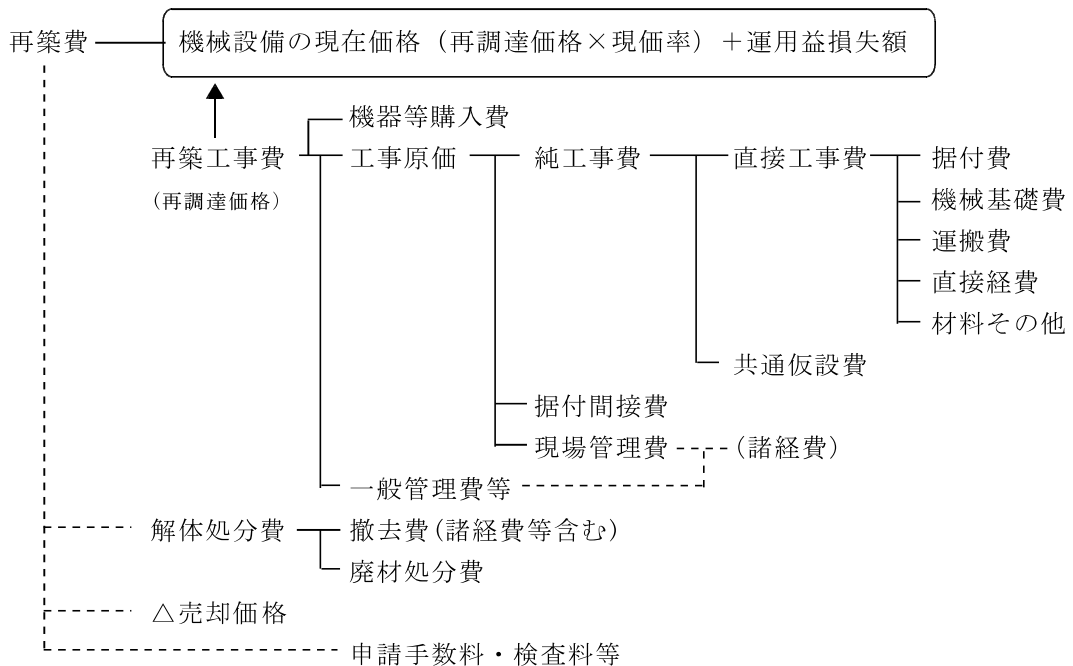 再築費 機械設備の現在価格（再調達価格×現価率）＋運用益損失額
機器等購入費
再築工事費 工事原価 純工事費 直接工事費 据付費
（再調達価格） 機械基礎費
運搬費
直接経費
材料その他
共通仮設費
据付間接費
現場管理費 （諸経費）
一般管理費等
解体処分費 撤去費（諸経費等含む）
廃材処分費
△売却価格
申請手数料・検査料等